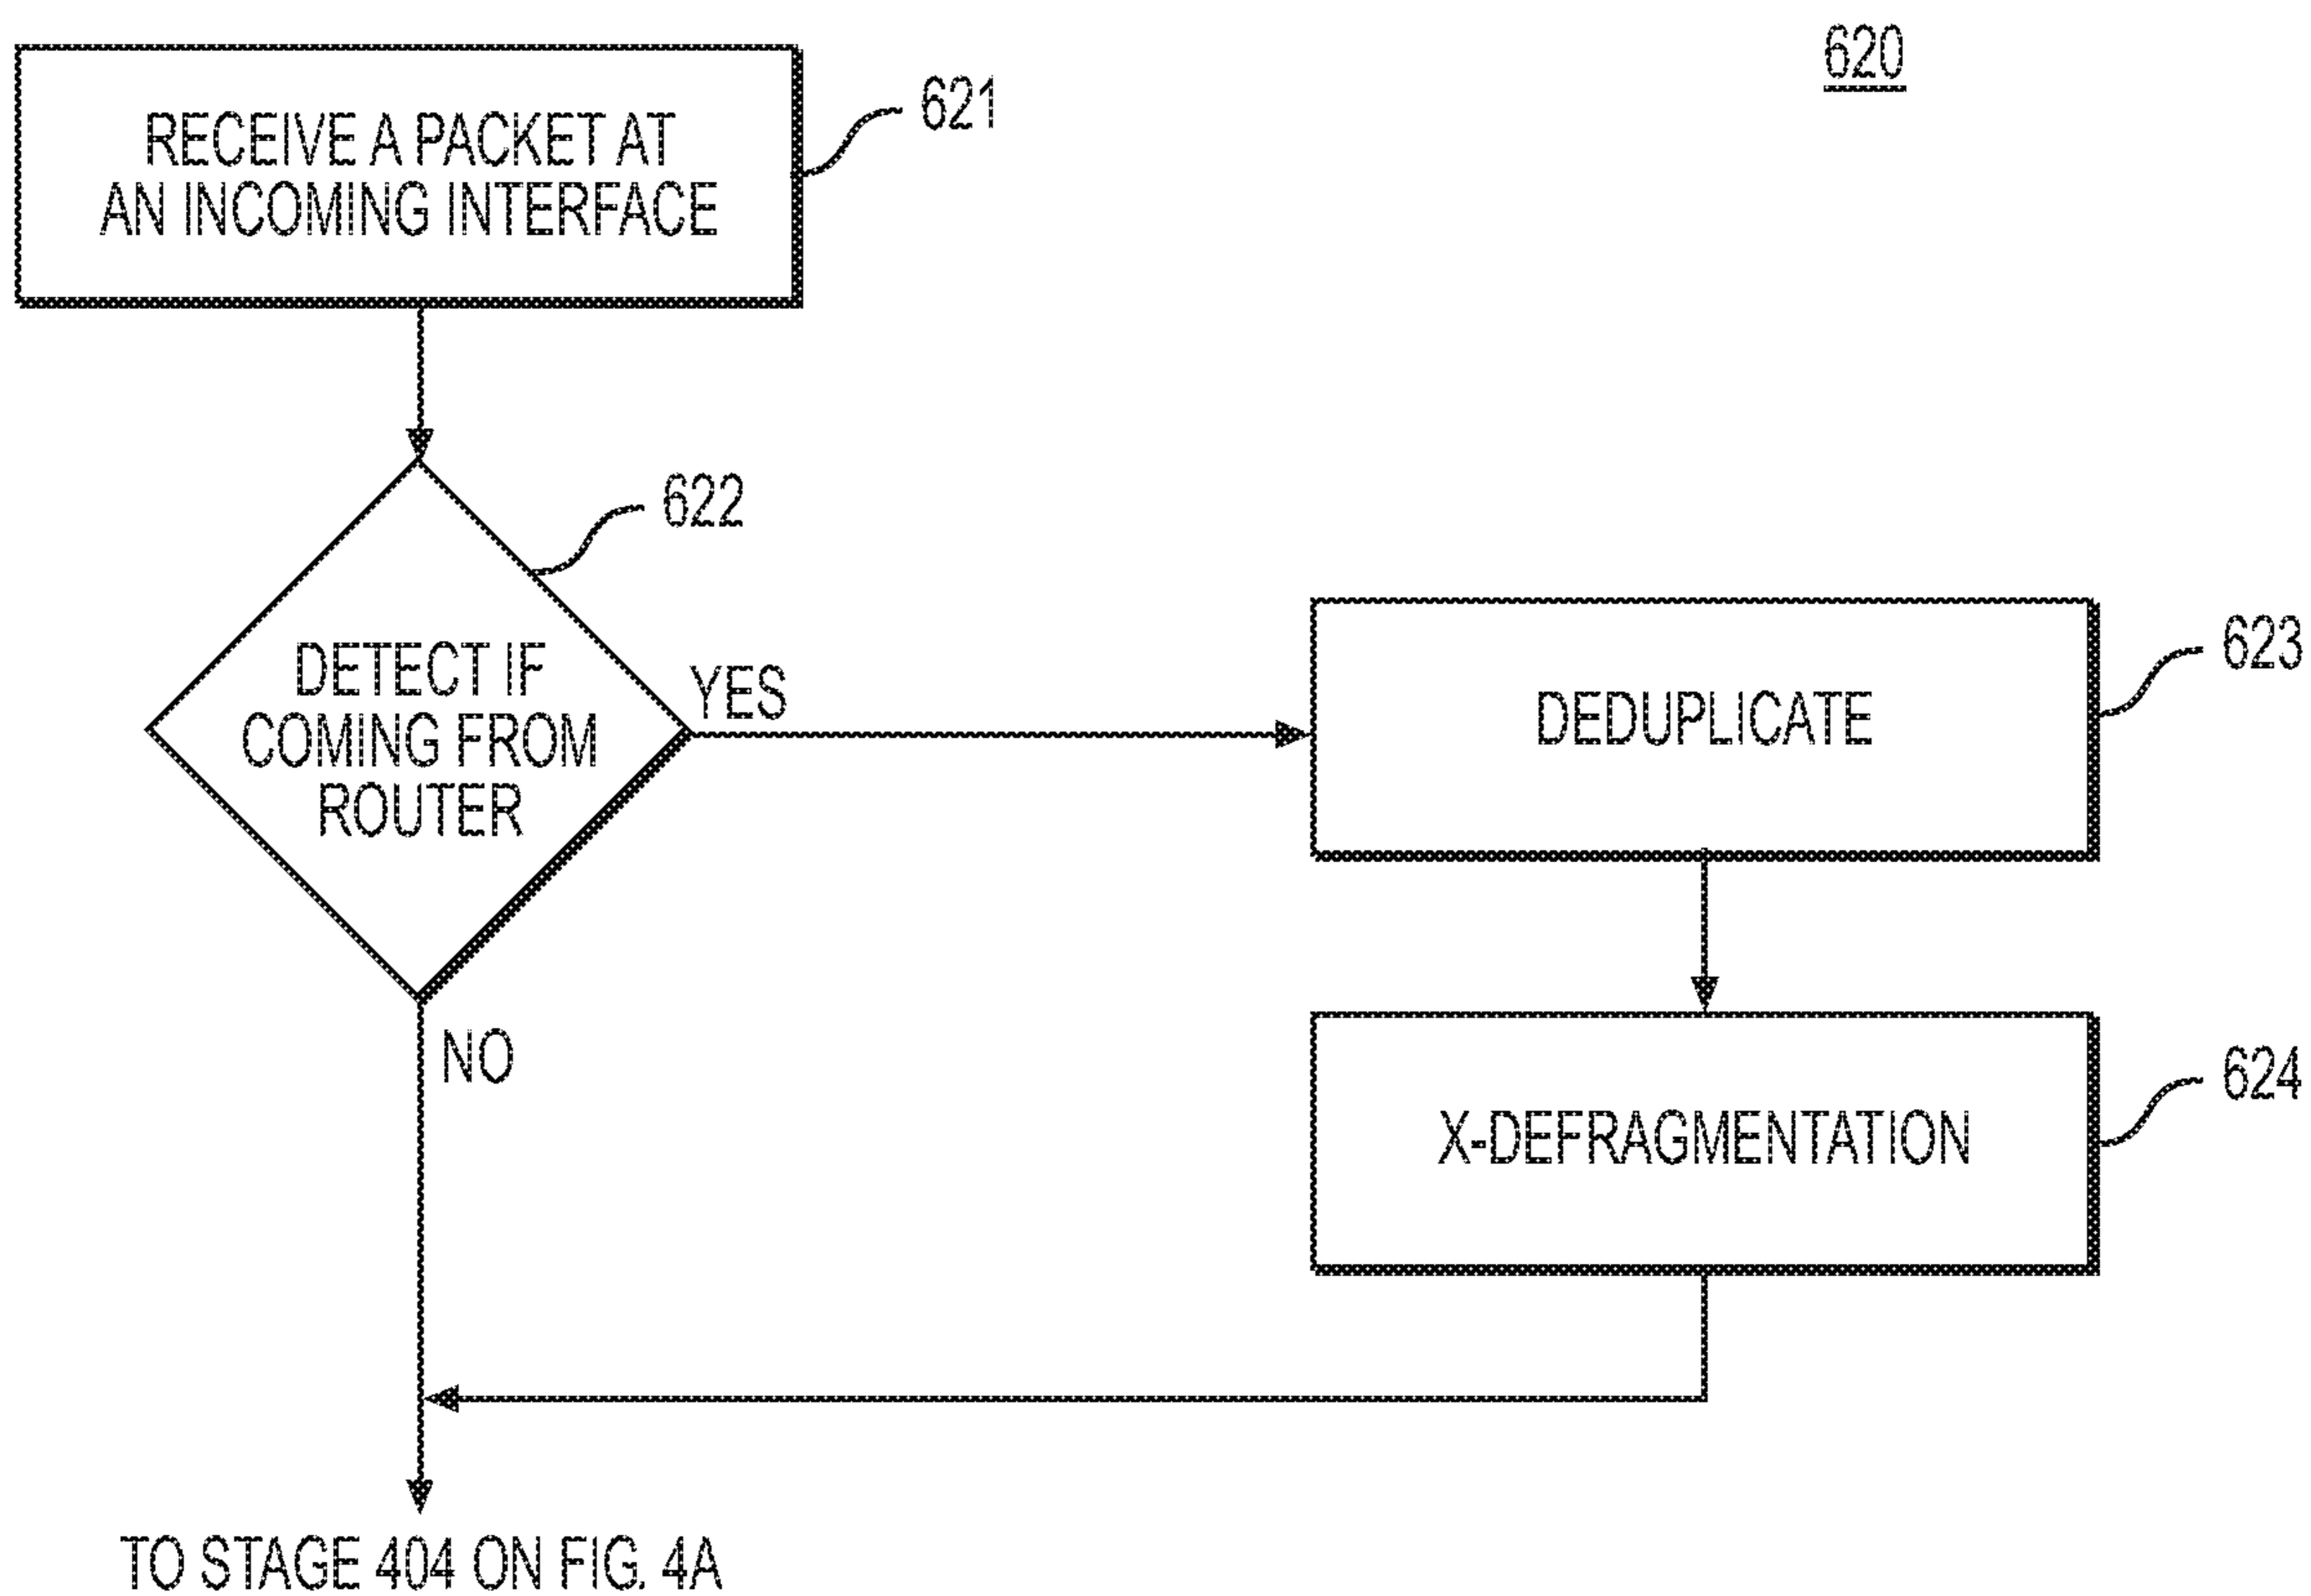 620
RECEIVE A PACKET AT
AN INCOMING INTERFACE
621
622
DETECT IF
COMING FROM
ROUTER
YES
NO
DEDUPLICATE
623
X-DEFRAGMENTATION
624
TO STAGE 404 ON FIG. 4A